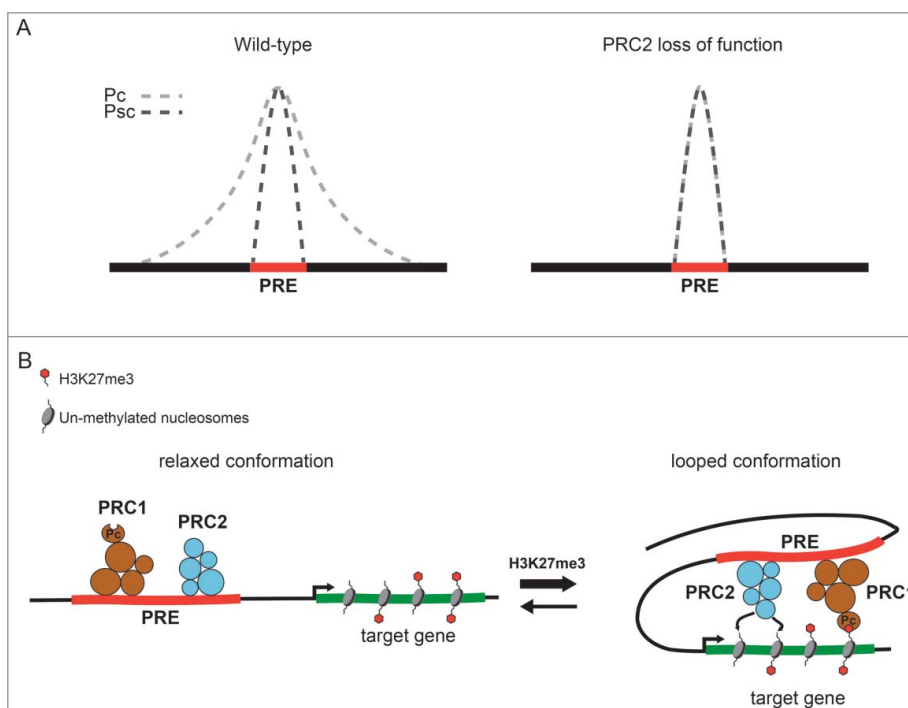 A
Wild-type
PRC2 loss of function
Pc
Psc
PRE
PRE
B
H3K27me3
Un-methylated nucleosomes
relaxed conformation
looped conformation
PRC1
Pc
PRC2
PRE
target gene
H3K27me3
PRE
PRC2
PRC1
Pc
target gene